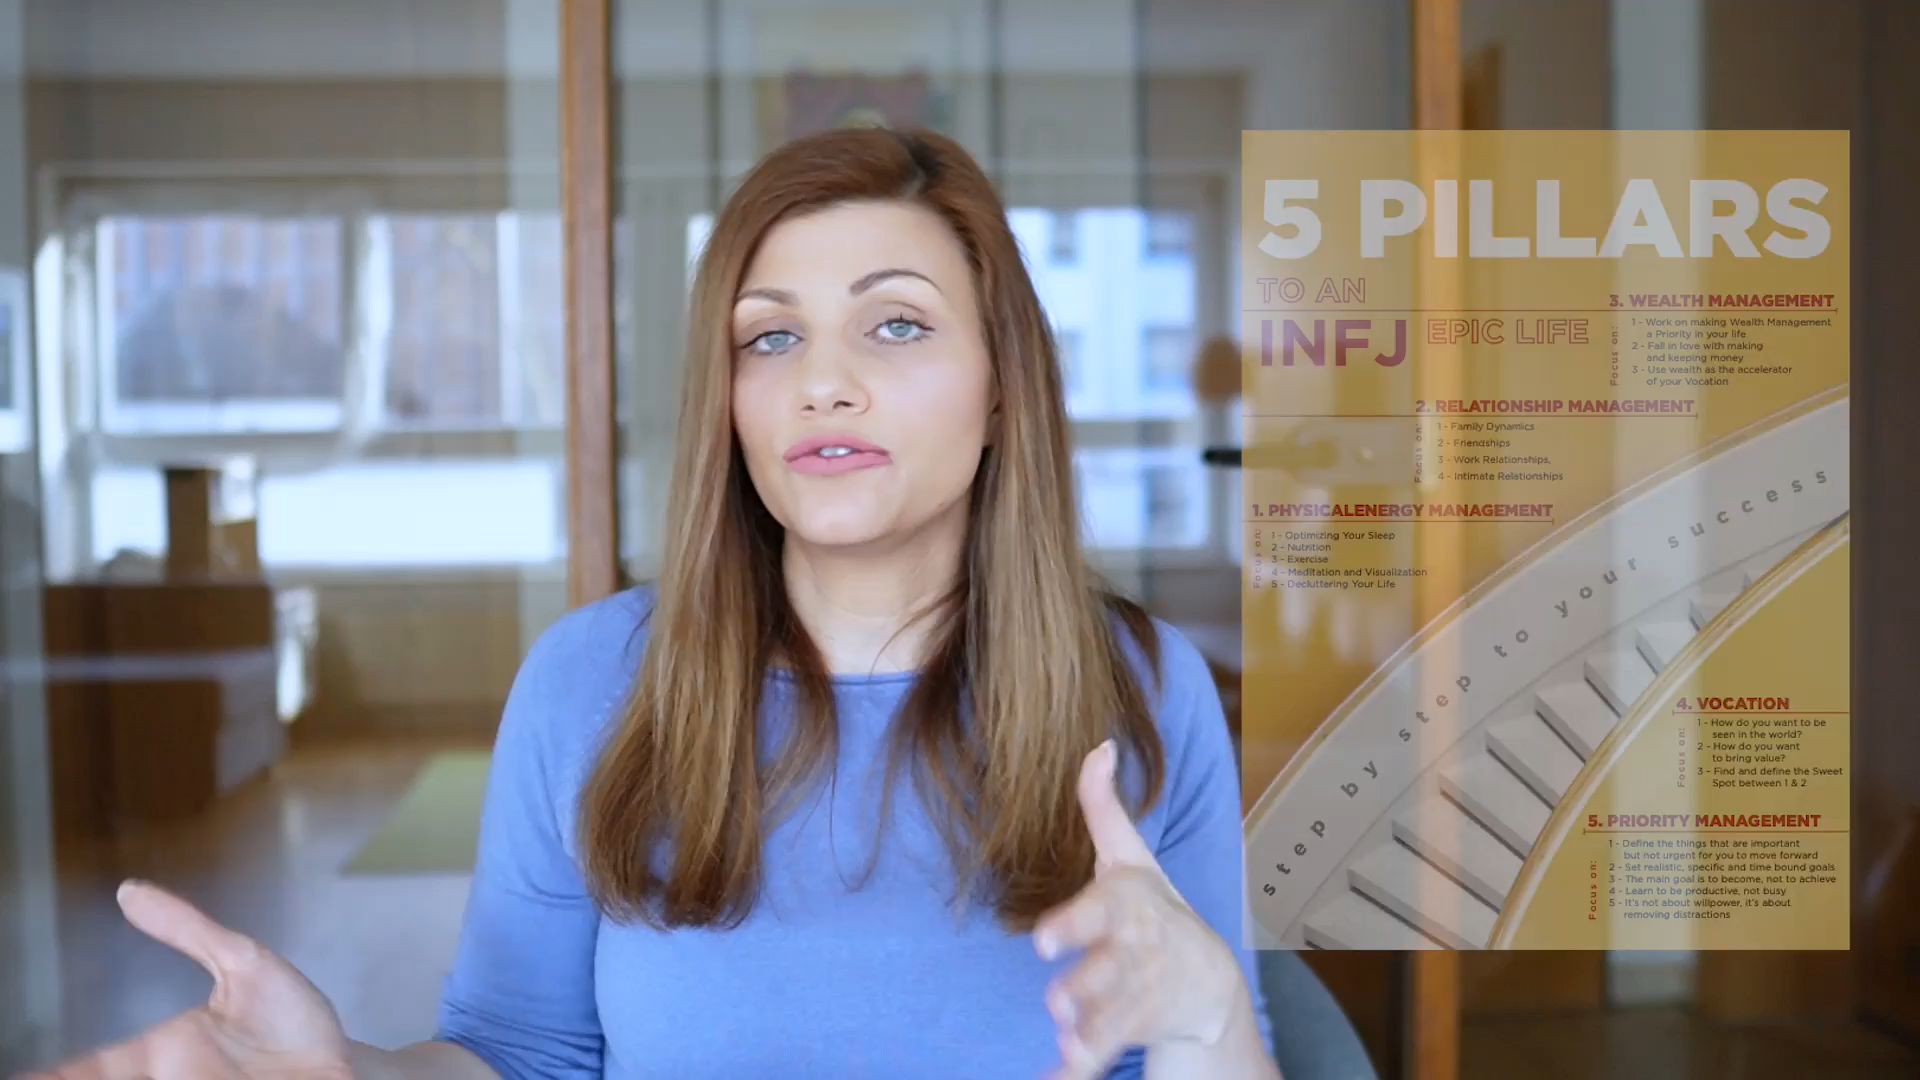 5 PILLARS
TO AN
INFJ EPIC LIFE
3. WEALTH MANAGEMENT
Focus on:
1 - Work on making Wealth Management
a Priority in your life
2 - Fall in love with making
and keeping money
3 - Use wealth as the accelerator
of your Vocation
2. RELATIONSHIP MANAGEMENT
Focus on:
1 - Family Dynamics
2 - Friendships
3 - Work Relationships,
4 - Intimate Relationships
1. PHYSICALENERGY MANAGEMENT
Focus on:
1 - Optimizing Your Sleep
2 - Nutrition
3 - Exercise
4 - Meditation and Visualization
5 - Decluttering Your Life
step by step to your success
4. VOCATION
Focus on:
1 - How do you want to be
seen in the world?
2 - How do you want
to bring value?
3 - Find and define the Sweet
Spot between 1 & 2
5. PRIORITY MANAGEMENT
Focus on:
1 - Define the things that are important
but not urgent for you to move forward
2 - Set realistic, specific and time bound goals
3 - The main goal is to become, not to achieve
4 - Learn to be productive, not busy
5 - It's not about willpower, it's about
removing distractions